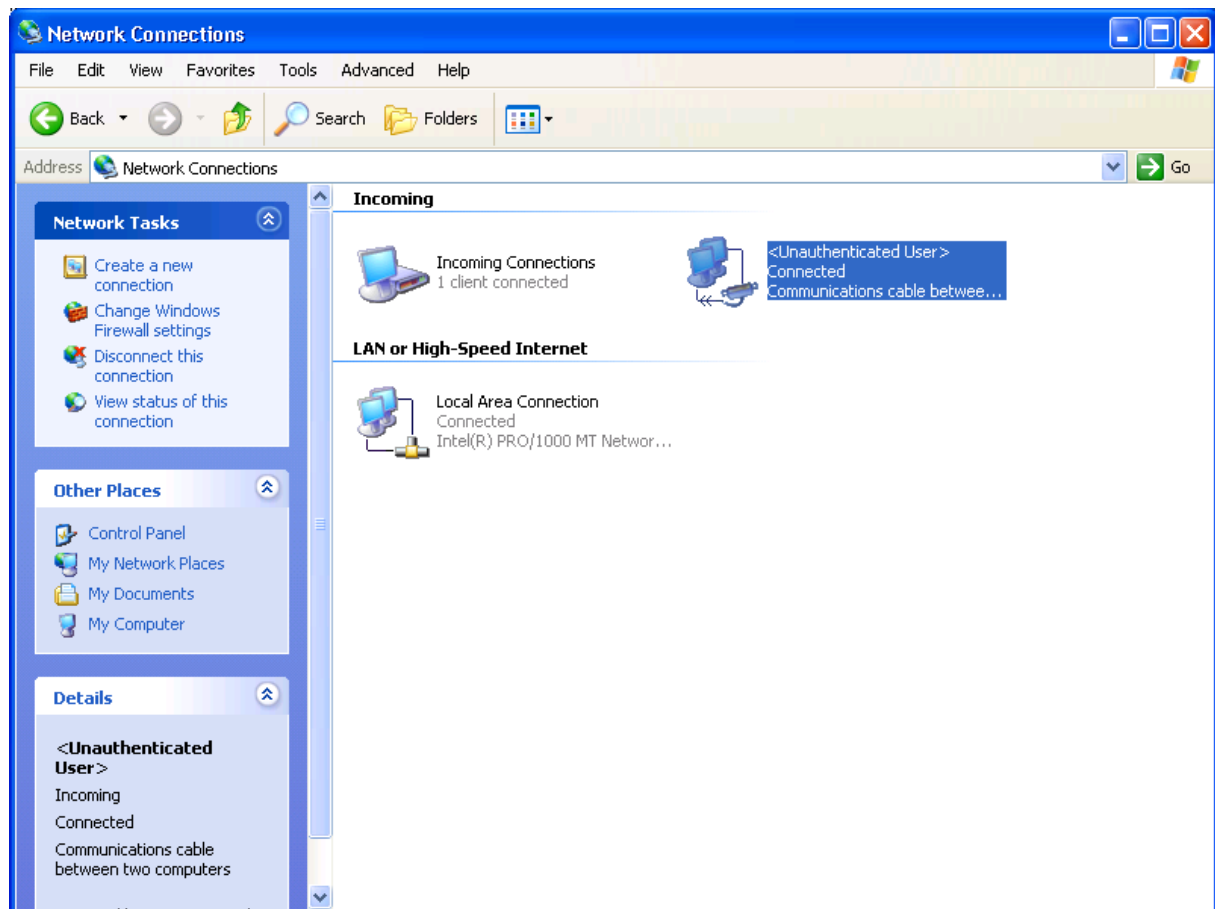 Network Connections
File Edit View Favorites Tools Advanced Help
Back Search Folders
Address Network Connections Go
Network Tasks
Create a new
connection
Change Windows
Firewall settings
Disconnect this
connection
View status of this
connection
Other Places
Control Panel
My Network Places
My Documents
My Computer
Details
<Unauthenticated
User>
Incoming
Connected
Communications cable
between two computers
Incoming
Incoming Connections
1 client connected
<Unauthenticated User>
Connected
Communications cable betwee...
LAN or High-Speed Internet
Local Area Connection
Connected
Intel(R) PRO/1000 MT Networ...